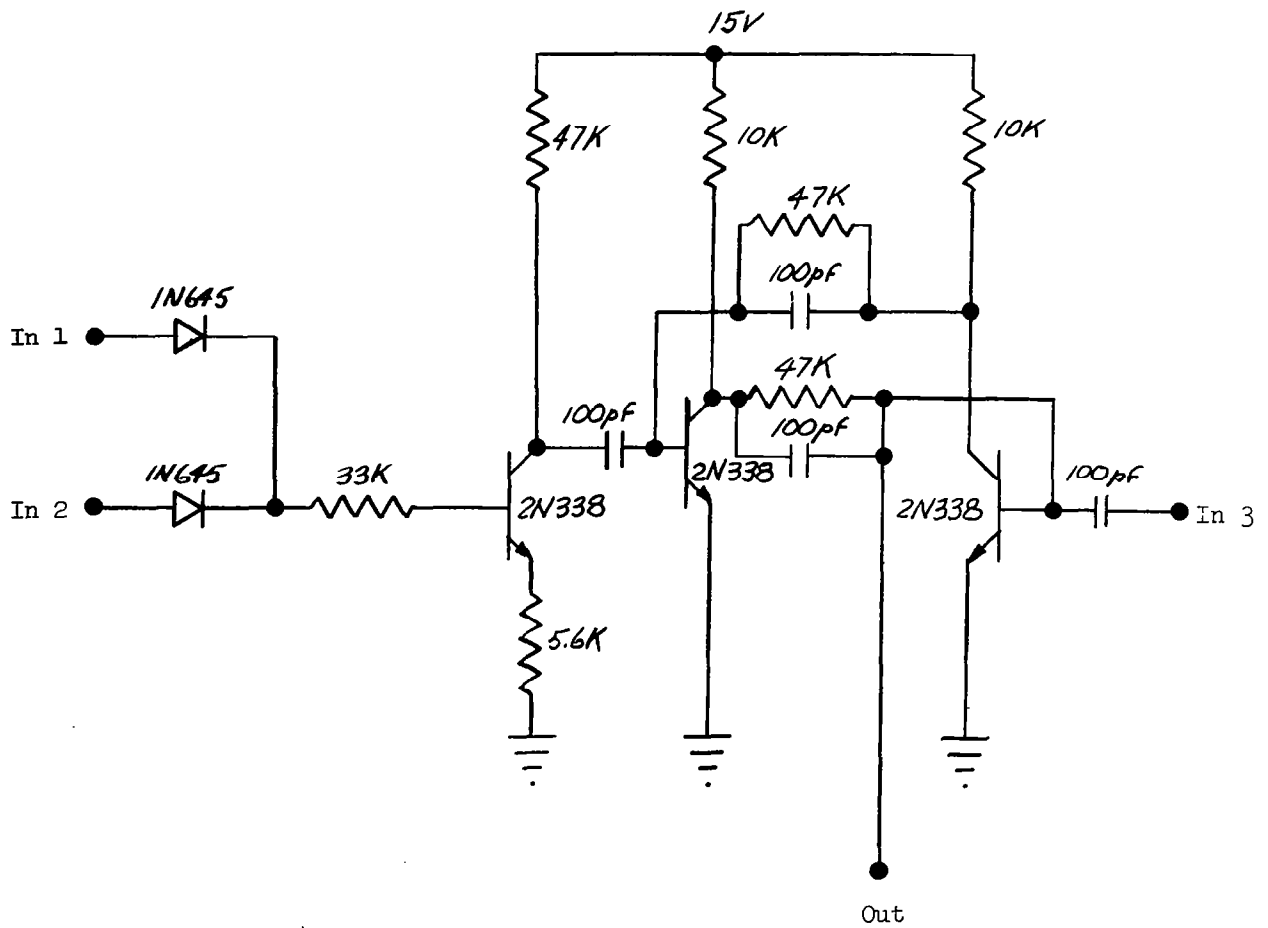 15V
47K
10K
10K
47K
100pf
1N645
In 1
47K
100pf
100pf
2N338
1N645
33K
In 2
2N338
2N338
100pf
In 3
5.6K
Out